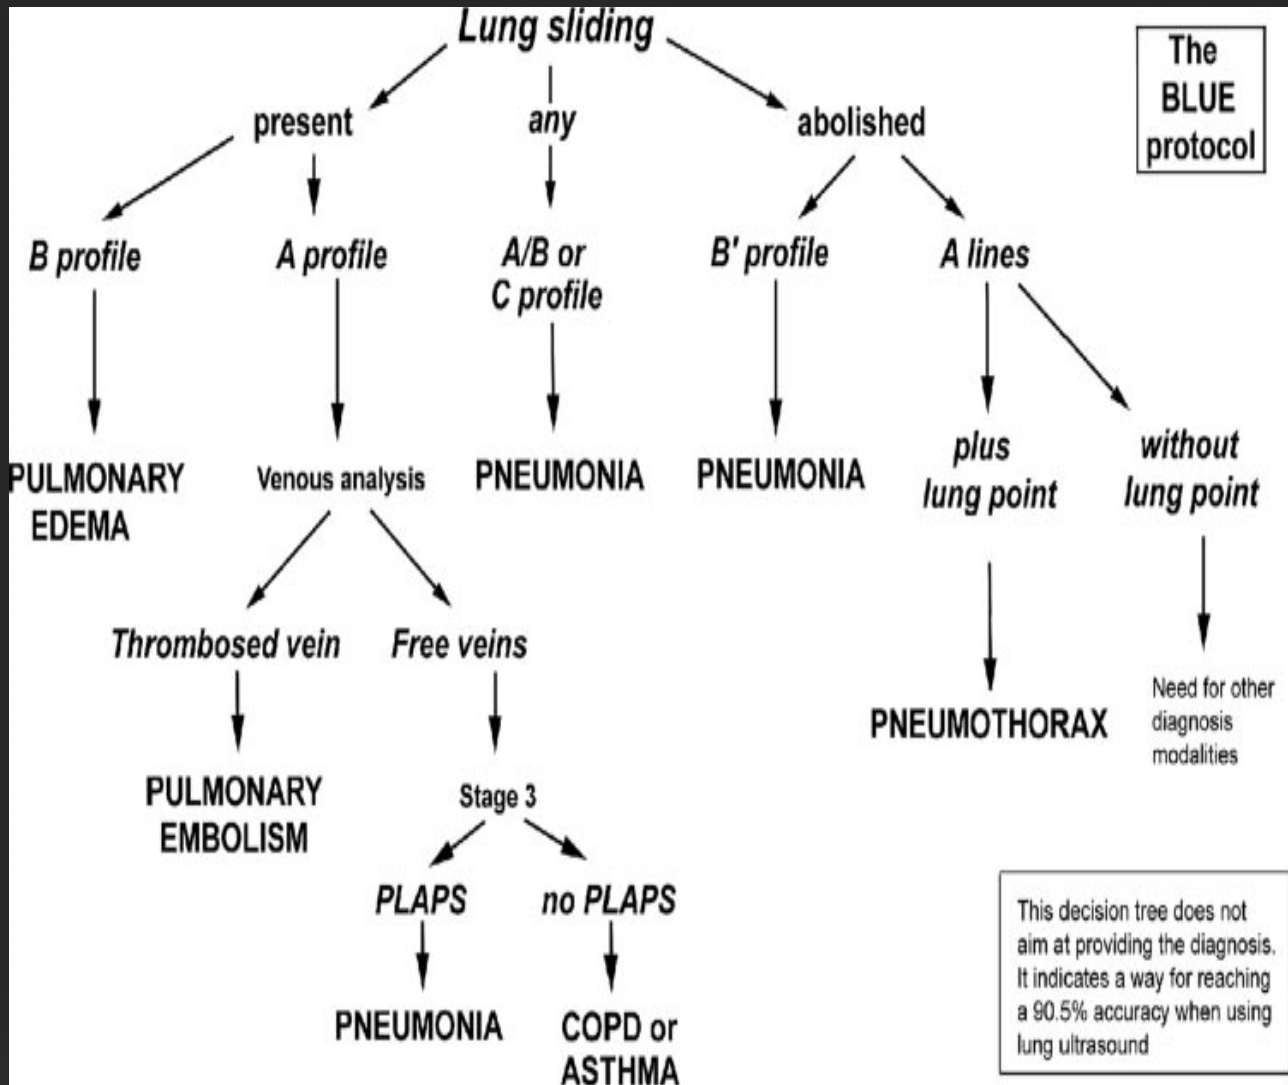 Lung sliding
The
BLUE
protocol
present
any
abolished
B profile
A profile
A/B or
C profile
B' profile
A lines
PULMONARY
EDEMA
Venous analysis
PNEUMONIA
PNEUMONIA
plus
lung point
without
lung point
Thrombosed vein
Free veins
PNEUMOTHORAX
Need for other
diagnosis
modalities
PULMONARY
EMBOLISM
Stage 3
PLAPS
no PLAPS
PNEUMONIA
COPD or
ASTHMA
This decision tree does not
aim at providing the diagnosis.
It indicates a way for reaching
a 90.5% accuracy when using
lung ultrasound